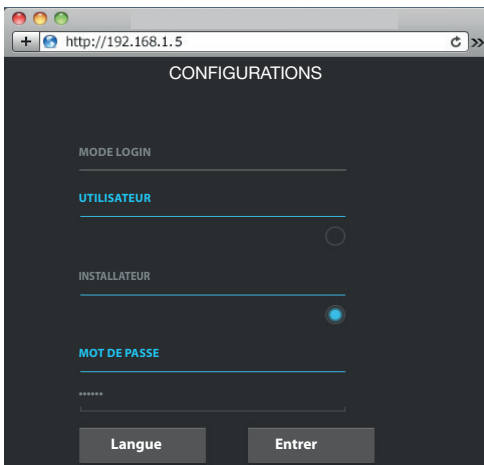 http://192.168.1.5
CONFIGURATIONS
MODE LOGIN
UTILISATEUR
INSTALLATEUR
MOT DE PASSE
••••••
Langue Entrer